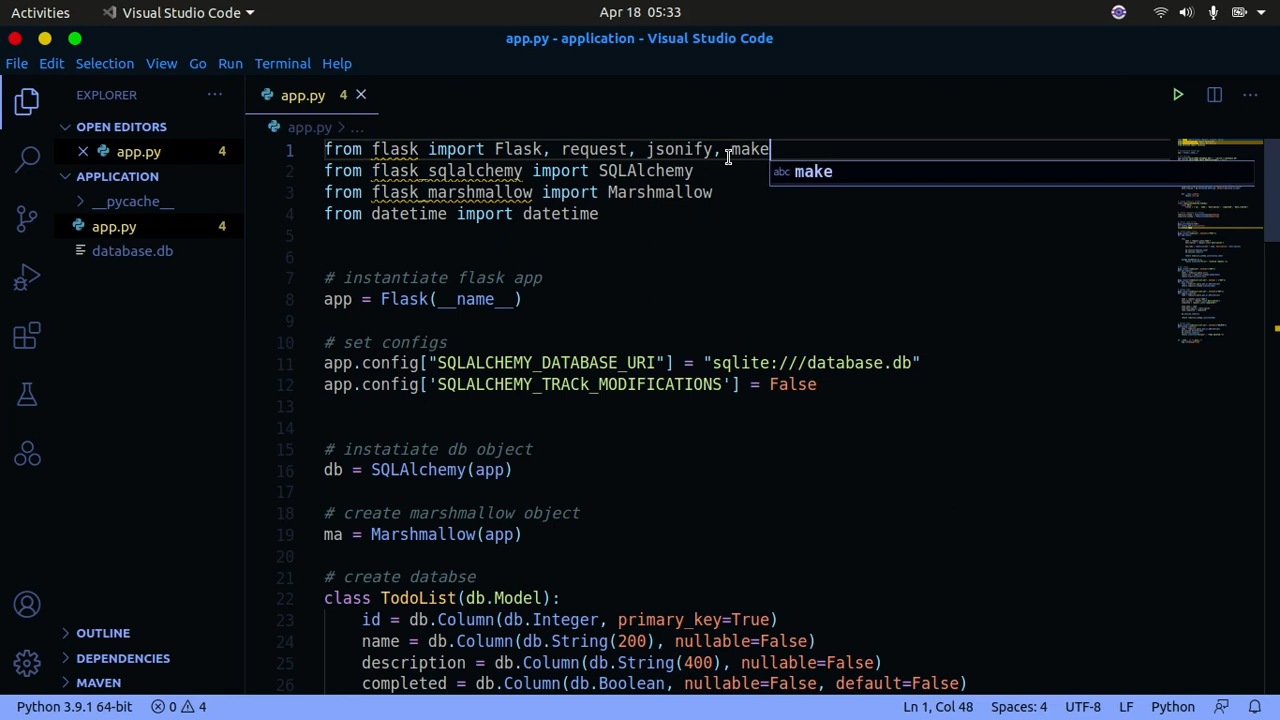 Activities
Visual Studio Code
Apr 18 05:33
app.py - application - Visual Studio Code
File Edit Selection View Go Run Terminal Help
EXPLORER
OPEN EDITORS
app.py 4
APPLICATION
__pycache__
app.py 4
database.db
OUTLINE
DEPENDENCIES
MAVEN
app.py 4
app.py > ...
1 from flask import Flask, request, jsonify, make
abc make
2 from flask_sqlalchemy import SQLAlchemy
3 from flask_marshmallow import Marshmallow
4 from datetime import datetime
5
6
7 # instantiate flask app
8 app = Flask(__name__)
9
10 # set configs
11 app.config["SQLALCHEMY_DATABASE_URI"] = "sqlite:///database.db"
12 app.config['SQLALCHEMY_TRACk_MODIFICATIONS'] = False
13
14
15 # instatiate db object
16 db = SQLAlchemy(app)
17
18 # create marshmallow object
19 ma = Marshmallow(app)
20
21 # create databse
22 class TodoList(db.Model):
23 id = db.Column(db.Integer, primary_key=True)
24 name = db.Column(db.String(200), nullable=False)
25 description = db.Column(db.String(400), nullable=False)
26 completed = db.Column(db.Boolean, nullable=False, default=False)
Python 3.9.1 64-bit 0 4 Ln 1, Col 48 Spaces: 4 UTF-8 LF Python